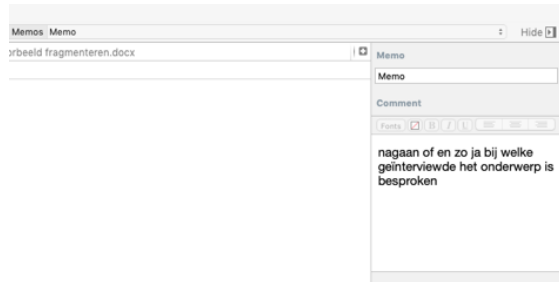 Memos Memo
Hide
orbeeld fragmenteren.docx
Memo
Memo
Comment
Fonts B I U
nagaan of en zo ja bij welke
geïnterviewde het onderwerp is
besproken